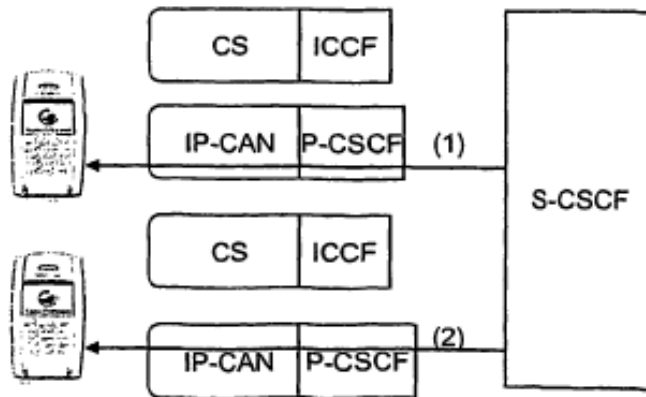 CS ICCF
IP-CAN P-CSCF (1)
S-CSCF
CS ICCF
(2)
IP-CAN P-CSCF